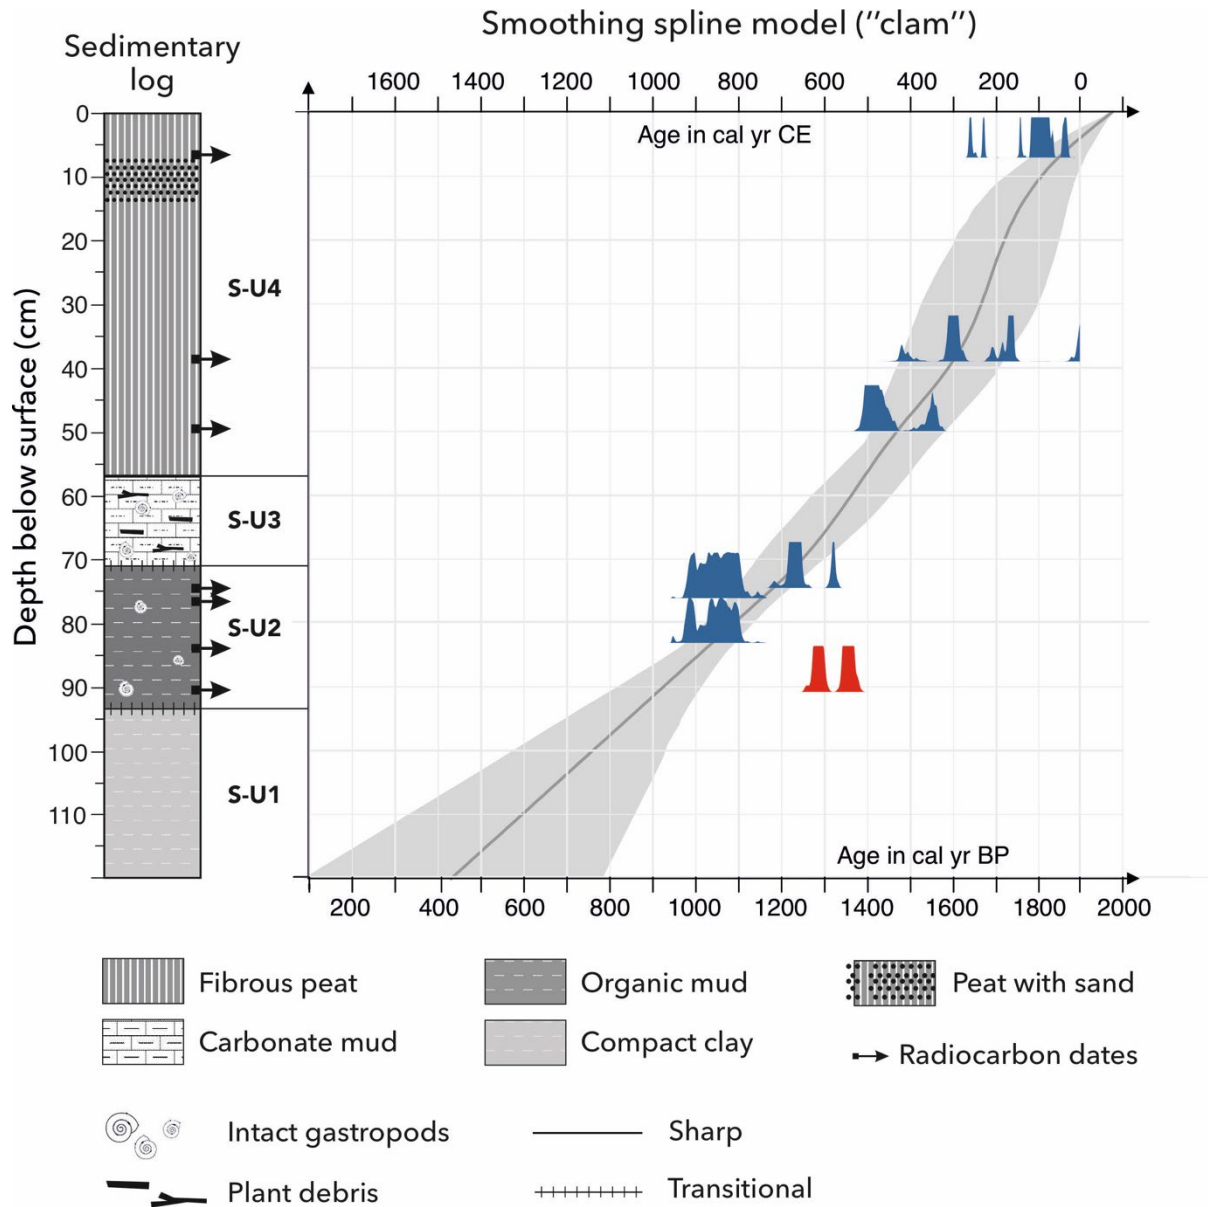 Smoothing spline model ("clam")
Sedimentary
log
1600 1400 1200 1000 800 600 400 200 0
Age in cal yr CE
Depth below surface (cm)
0
10
20
30
40
50
60
70
80
90
100
110
S-U4
S-U3
S-U2
S-U1
Age in cal yr BP
200 400 600 800 1000 1200 1400 1600 1800 2000
Fibrous peat
Organic mud
Peat with sand
Carbonate mud
Compact clay
Radiocarbon dates
Intact gastropods
Sharp
Plant debris
Transitional